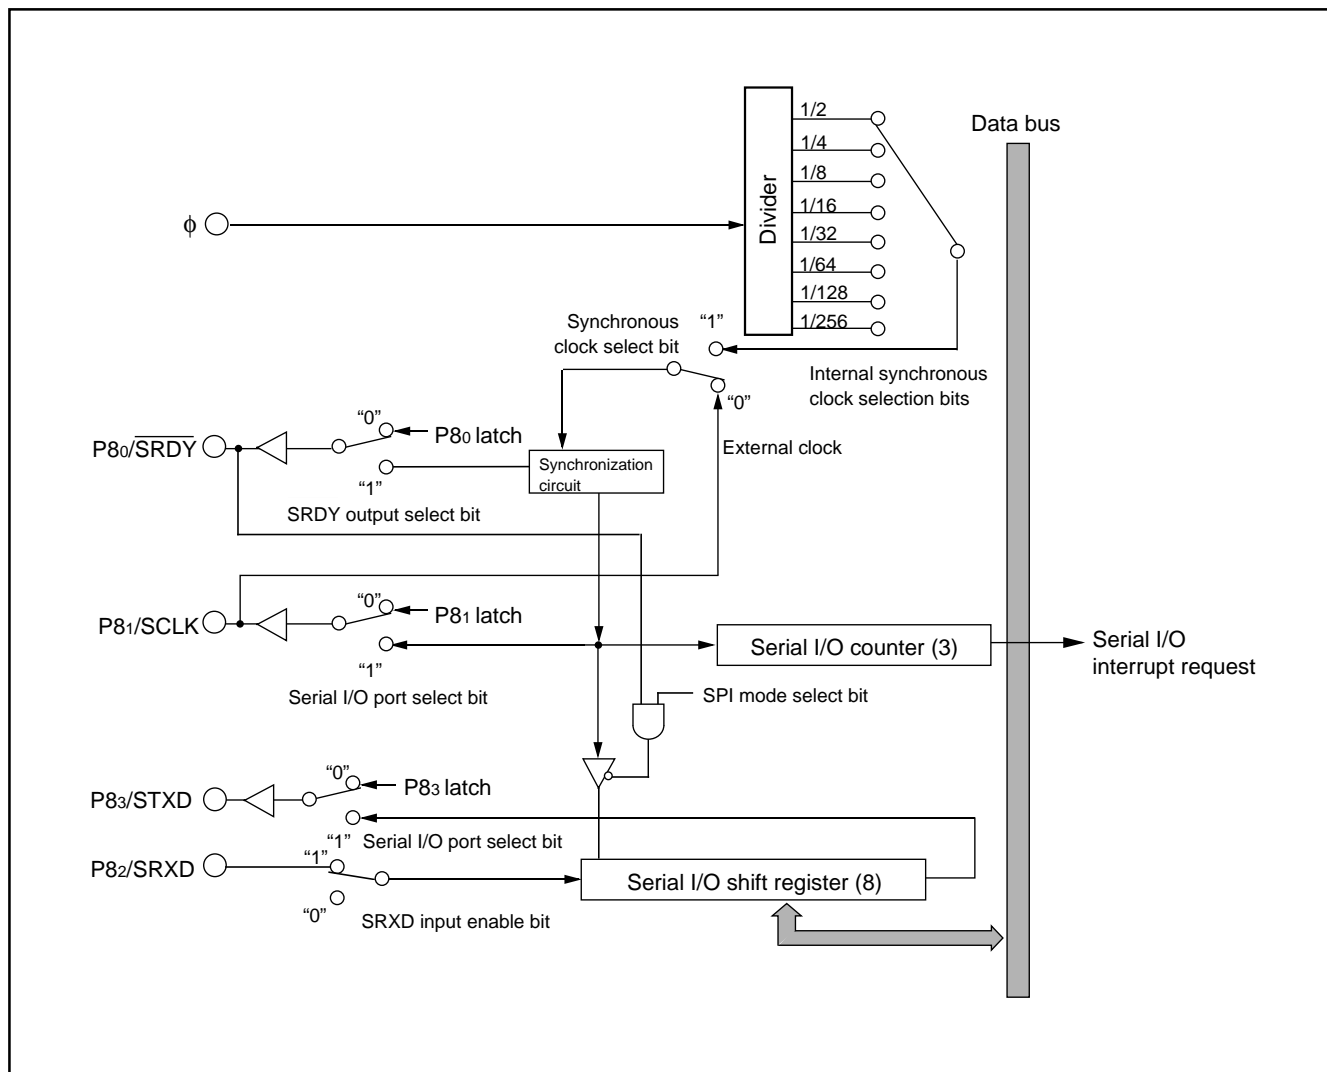 1/2
Data bus
1/4
1/8
Divider
1/16
ϕ
1/32
1/64
1/128
1/256
Synchronous
clock select bit
“1”
Internal synchronous
clock selection bits
“0”
“0”
P80 latch
P80/SRDY
External clock
Synchronization
circuit
“1”
SRDY output select bit
“0”
P81 latch
P81/SCLK
Serial I/O counter (3)
Serial I/O
interrupt request
“1”
Serial I/O port select bit
SPI mode select bit
“0”
P83 latch
P83/STXD
“1”
Serial I/O port select bit
“1”
P82/SRXD
Serial I/O shift register (8)
“0”
SRXD input enable bit